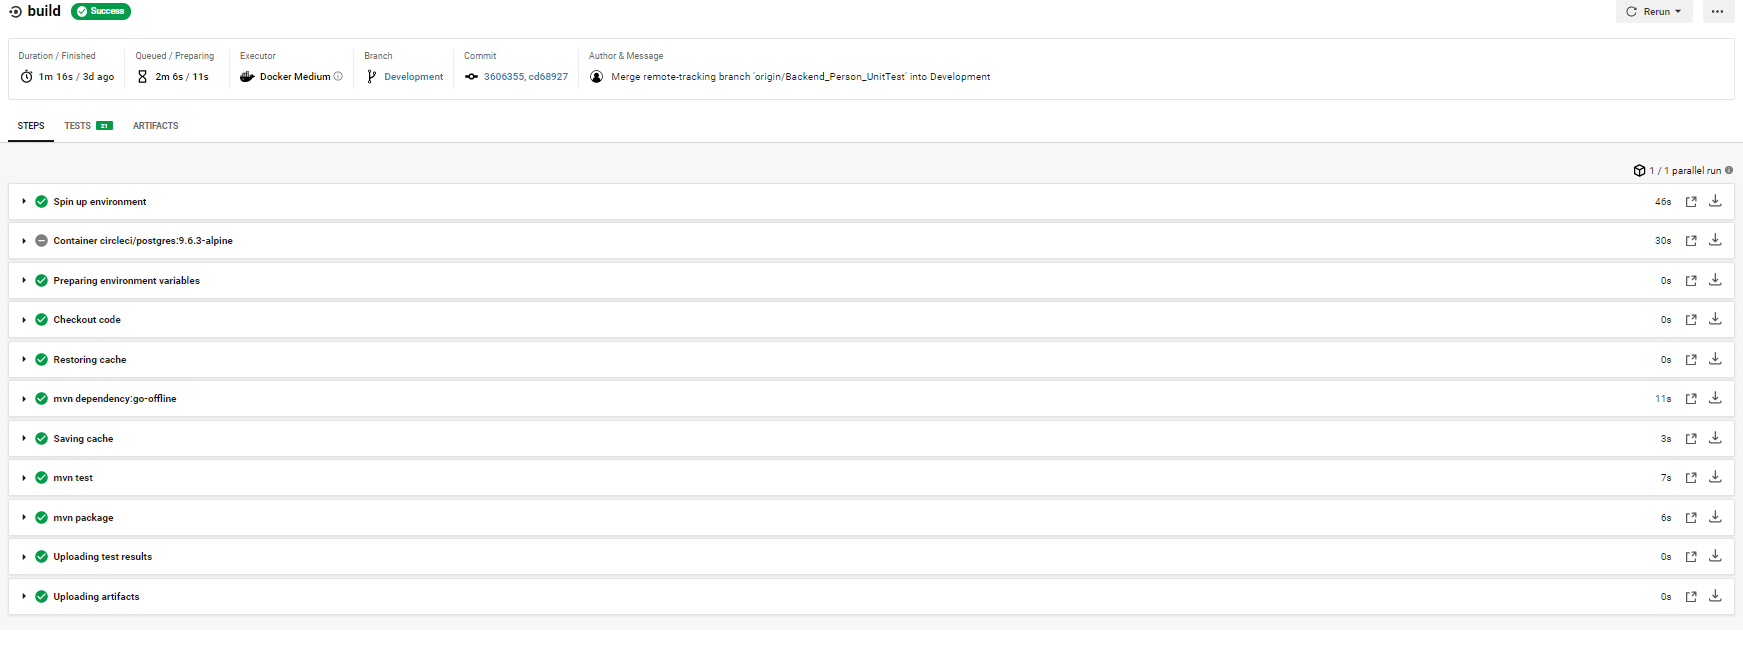 build Success Rerun
Duration / Finished Queued / Preparing Executor Branch Commit Author & Message
1m 16s / 3d ago 2m 6s / 11s Docker Medium Development 3606355, cd68927 Merge remote-tracking branch 'origin/Backend_Person_UnitTest' into Development
STEPS TESTS 21 ARTIFACTS
1 / 1 parallel run
Spin up environment 46s
Container circleci/postgres:9.6.3-alpine 30s
Preparing environment variables 0s
Checkout code 0s
Restoring cache 0s
mvn dependency:go-offline 11s
Saving cache 3s
mvn test 7s
mvn package 6s
Uploading test results 0s
Uploading artifacts 0s